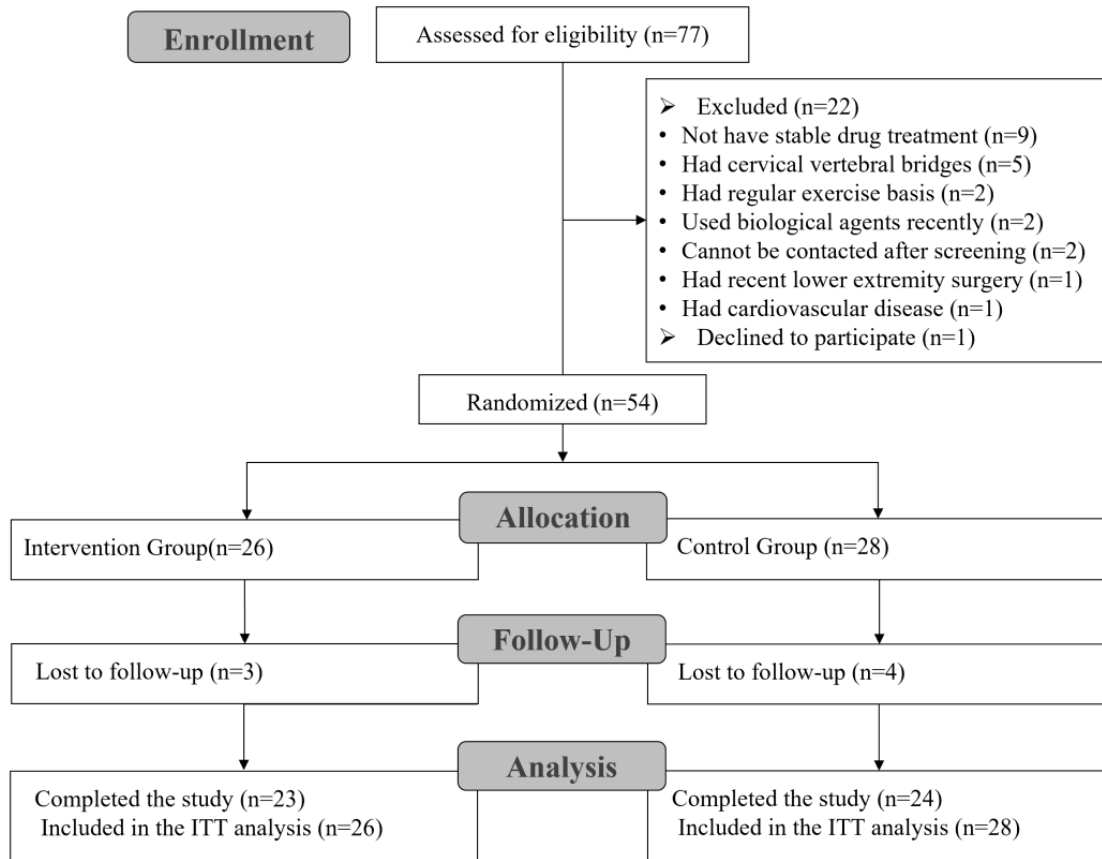 Enrollment
Assessed for eligibility (n=77)
➢ Excluded (n=22)
• Not have stable drug treatment (n=9)
• Had cervical vertebral bridges (n=5)
• Had regular exercise basis (n=2)
• Used biological agents recently (n=2)
• Cannot be contacted after screening (n=2)
• Had recent lower extremity surgery (n=1)
• Had cardiovascular disease (n=1)
➢ Declined to participate (n=1)
Randomized (n=54)
Allocation
Intervention Group(n=26)
Control Group (n=28)
Follow-Up
Lost to follow-up (n=3)
Lost to follow-up (n=4)
Analysis
Completed the study (n=23)
Included in the ITT analysis (n=26)
Completed the study (n=24)
Included in the ITT analysis (n=28)